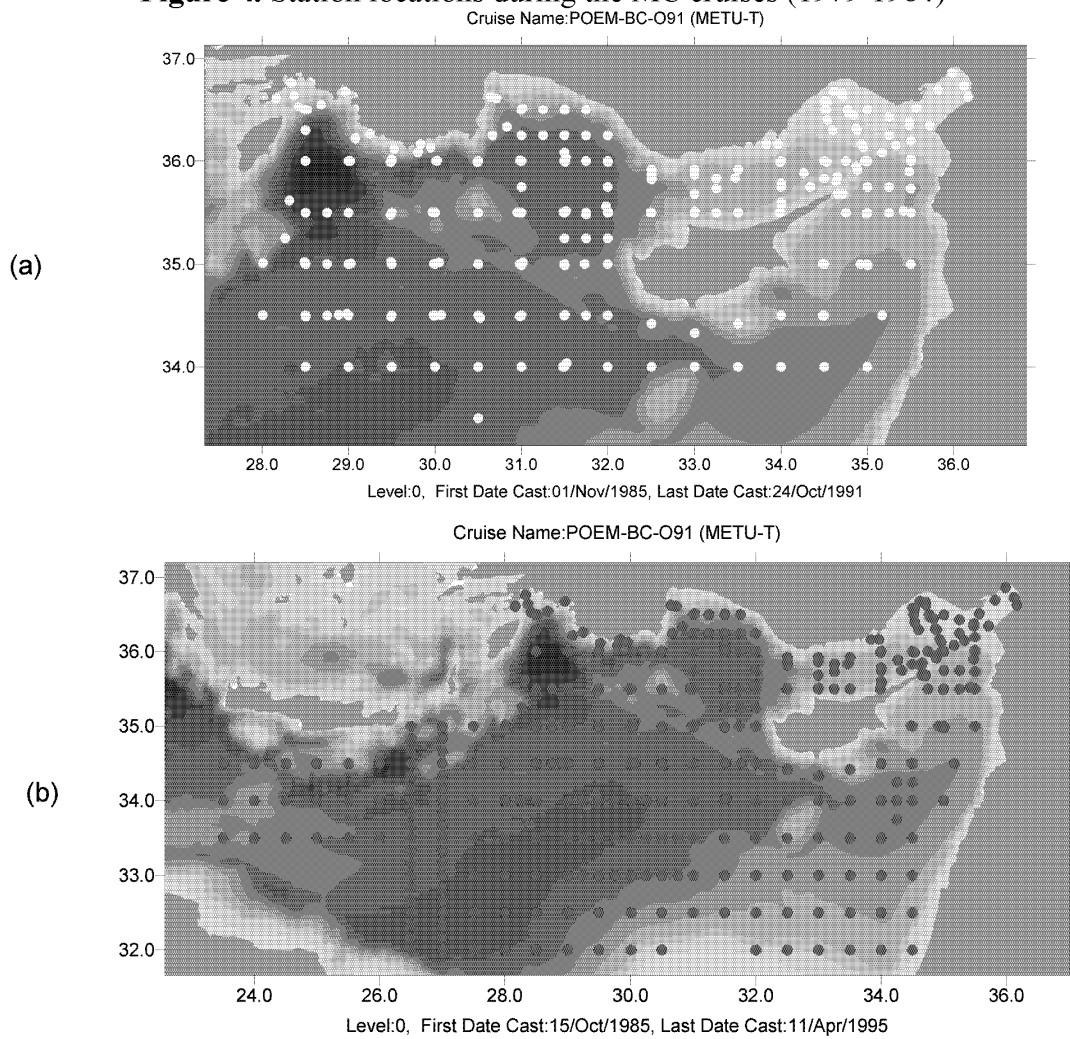 Figure 4. Station locations during the MC cruises (1979-1984)
Cruise Name:POEM-BC-O91 (METU-T)
37.0
36.0
(a)
35.0
34.0
28.0 29.0 30.0 31.0 32.0 33.0 34.0 35.0 36.0
Level:0, First Date Cast:01/Nov/1985, Last Date Cast:24/Oct/1991
Cruise Name:POEM-BC-O91 (METU-T)
37.0
36.0
35.0
(b)
34.0
33.0
32.0
24.0 26.0 28.0 30.0 32.0 34.0 36.0
Level:0, First Date Cast:15/Oct/1985, Last Date Cast:11/Apr/1995